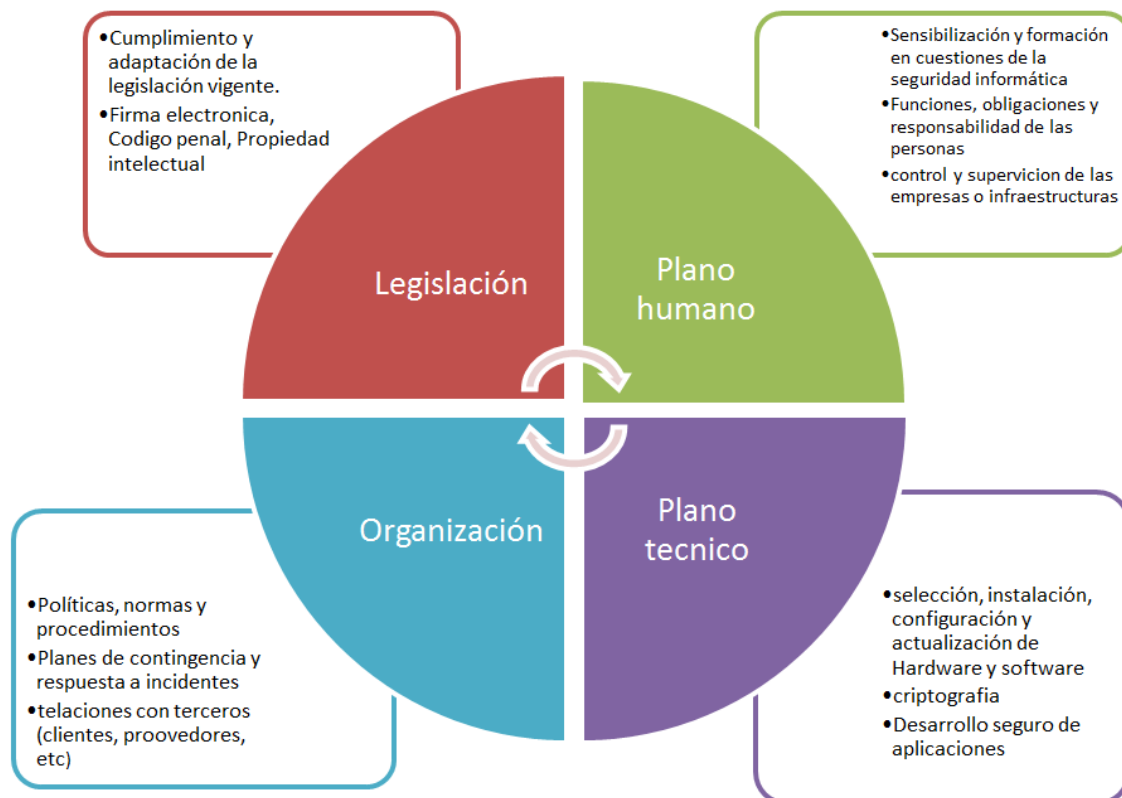 •Cumplimiento y
adaptación de la
legislación vigente.
•Firma electronica,
Codigo penal, Propiedad
intelectual
•Sensibilización y formación
en cuestiones de la
seguridad informática
•Funciones, obligaciones y
responsabilidad de las
personas
•control y supervicion de las
empresas o infraestructuras
Legislación
Plano
humano
Organización
Plano
tecnico
•Políticas, normas y
procedimientos
•Planes de contingencia y
respuesta a incidentes
•telaciones con terceros
(clientes, proovedores,
etc)
•selección, instalación,
configuración y
actualización de
Hardware y software
•criptografia
•Desarrollo seguro de
aplicaciones